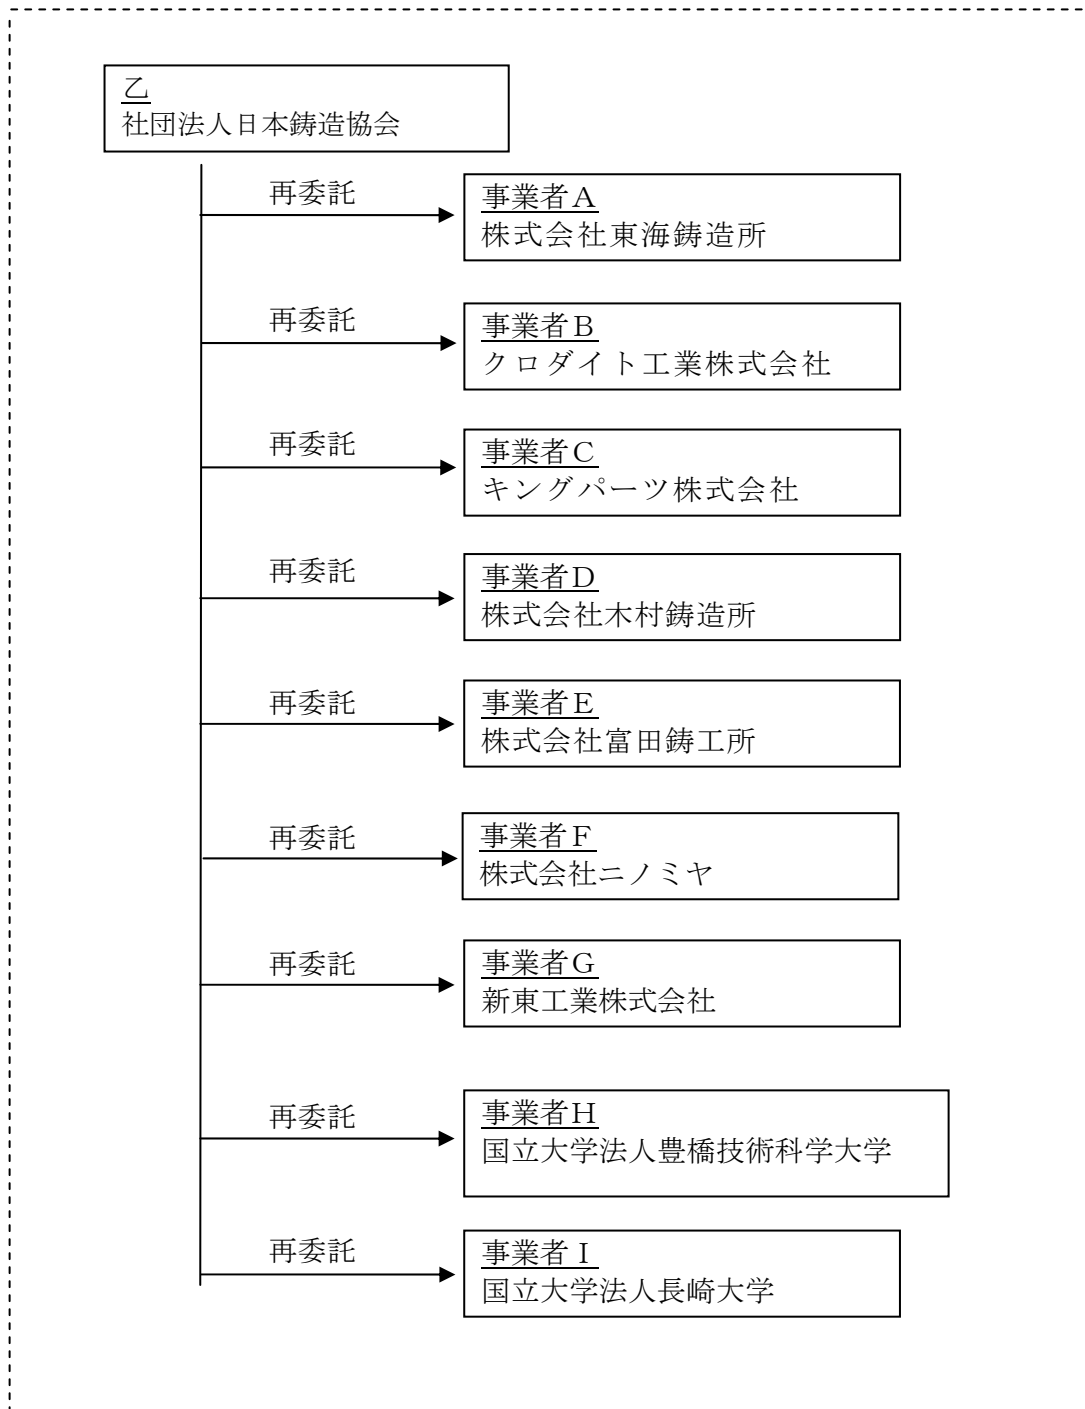 乙
社団法人日本鋳造協会
再委託
事業者A
株式会社東海鋳造所
再委託
事業者B
クロダイト工業株式会社
再委託
事業者C
キングパーツ株式会社
再委託
事業者D
株式会社木村鋳造所
再委託
事業者E
株式会社富田鋳工所
再委託
事業者F
株式会社ニノミヤ
再委託
事業者G
新東工業株式会社
再委託
事業者H
国立大学法人豊橋技術科学大学
再委託
事業者I
国立大学法人長崎大学